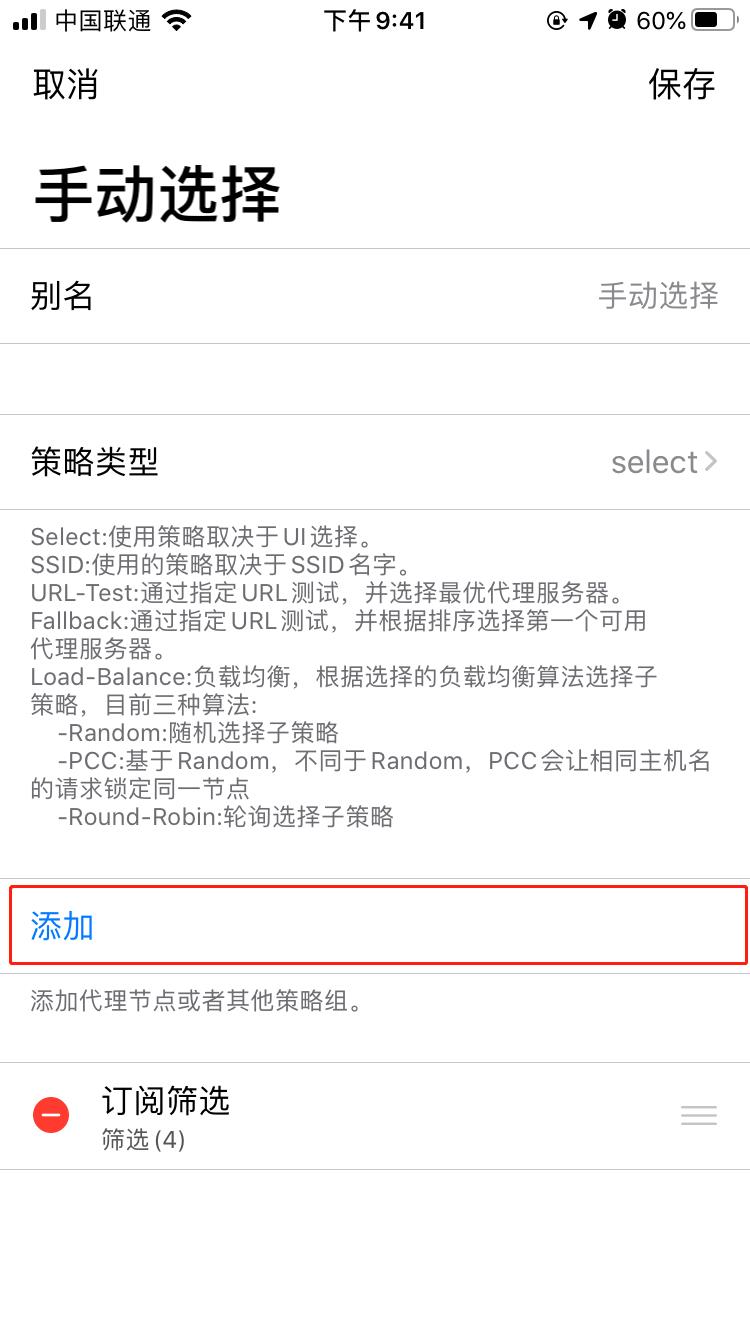 中国联通 下午9:41 60%
取消 保存
手动选择
别名 手动选择
策略类型 select
Select:使用策略取决于UI选择。
SSID:使用的策略取决于SSID名字。
URL-Test:通过指定URL测试，并选择最优代理服务器。
Fallback:通过指定URL测试，并根据排序选择第一个可用
代理服务器。
Load-Balance:负载均衡，根据选择的负载均衡算法选择子
策略，目前三种算法:
-Random:随机选择子策略
-PCC:基于Random，不同于Random，PCC会让相同主机名
的请求锁定同一节点
-Round-Robin:轮询选择子策略
添加
添加代理节点或者其他策略组。
订阅筛选
筛选(4)